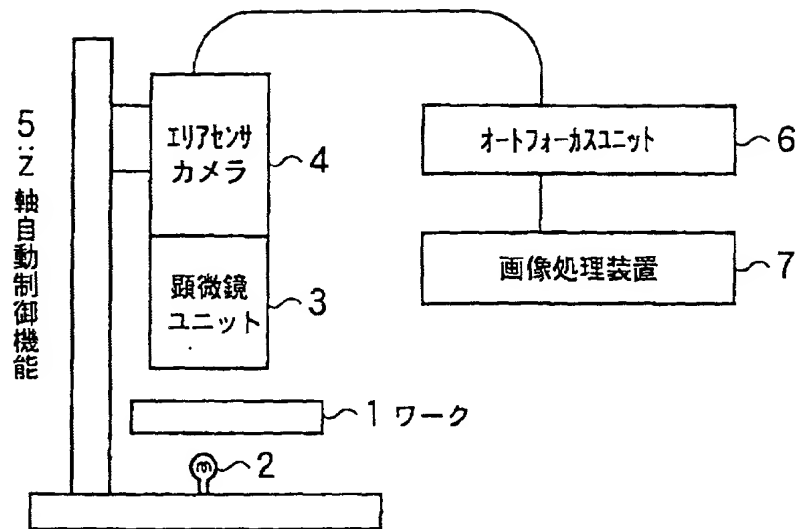 5:Z軸自動制御機能
エリアセンサ
カメラ
4
顕微鏡
ユニット
3
オートフォーカスユニット
6
画像処理装置
7
1 ワーク
2